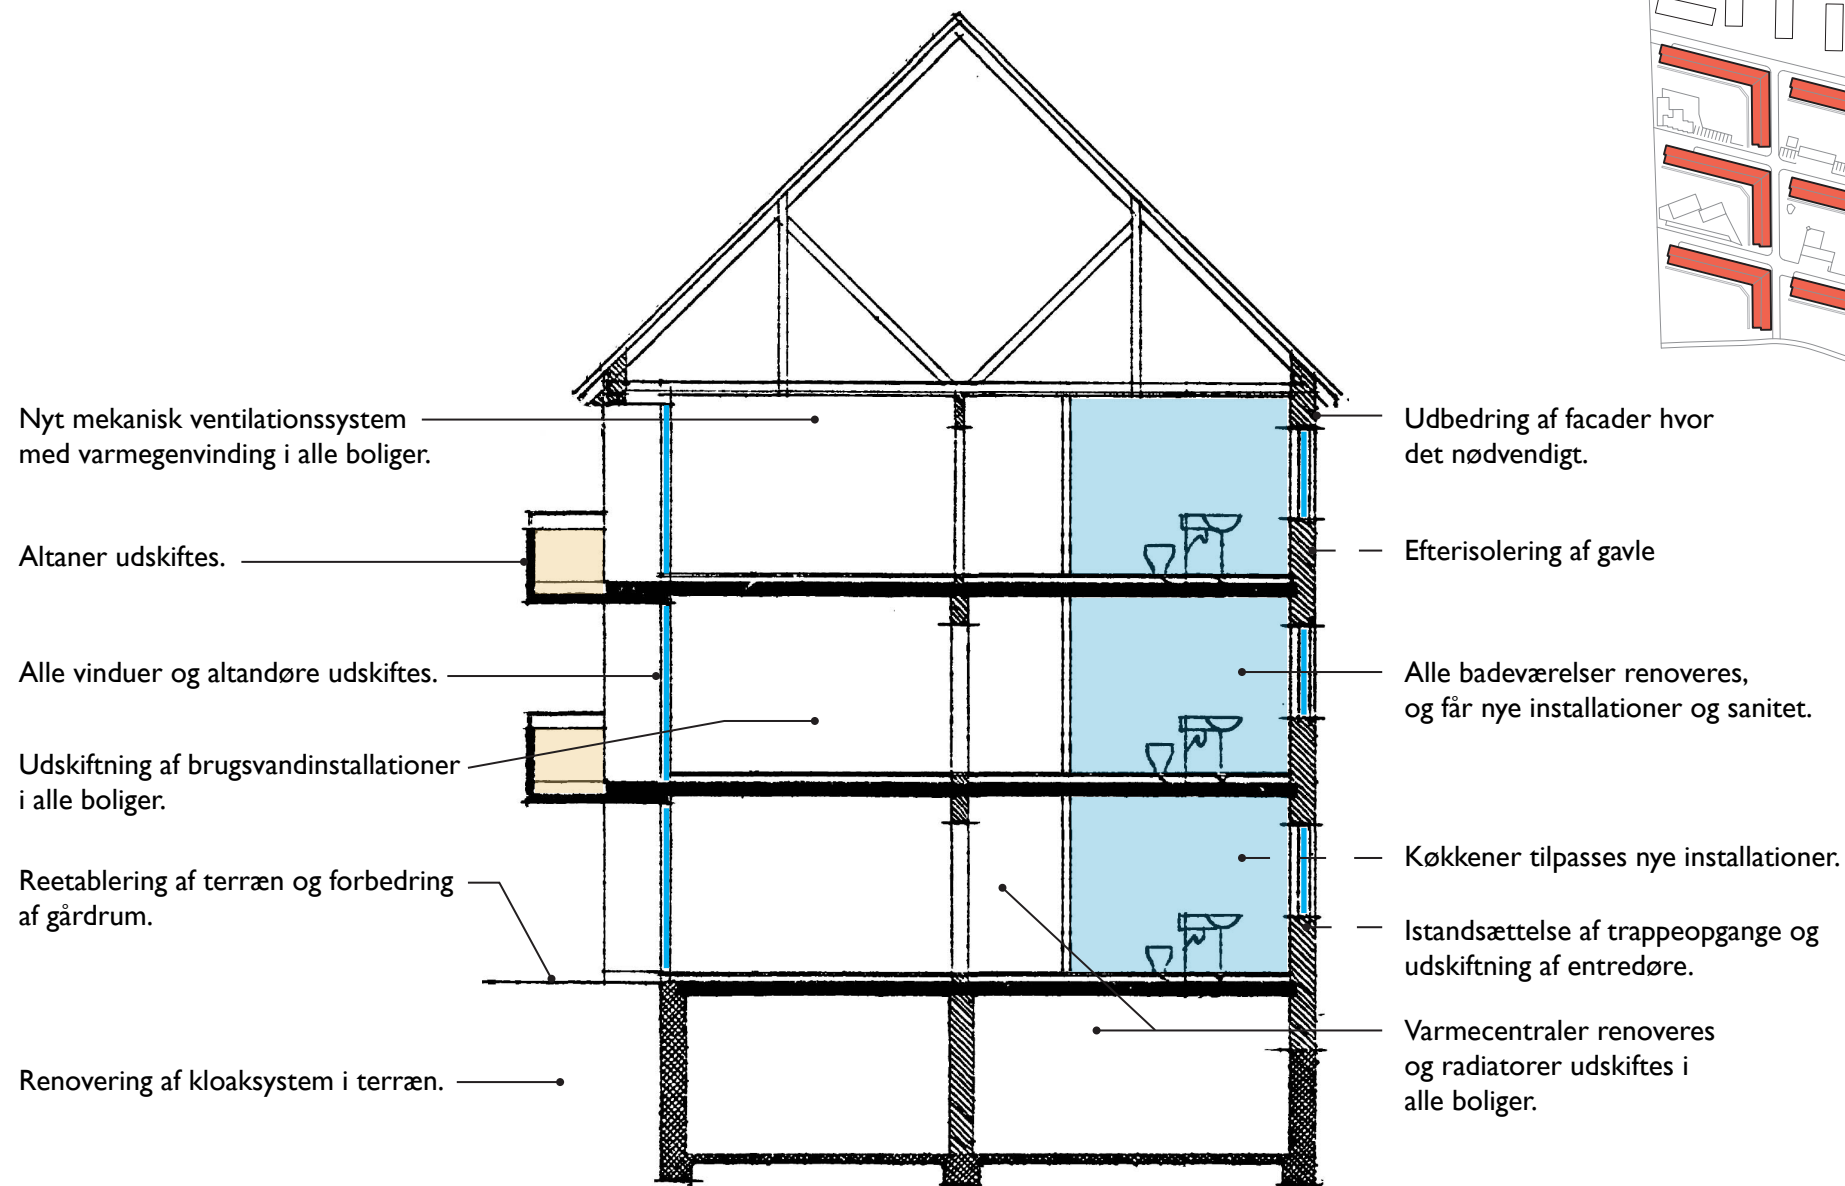 Nyt mekanisk ventilationssystem
med varmegenvinding i alle boliger.
Altaner udskiftes.
Alle vinduer og altandøre udskiftes.
Udskiftning af brugsvandinstallationer
i alle boliger.
Reetablering af terræn og forbedring
af gårdrum.
Renovering af kloaksystem i terræn.
Udbedring af facader hvor
det nødvendigt.
Efterisolering af gavle
Alle badeværelser renoveres,
og får nye installationer og sanitet.
Køkkener tilpasses nye installationer.
Istandsættelse af trappeopgange og
udskiftning af entredøre.
Varmecentraler renoveres
og radiatorer udskiftes i
alle boliger.